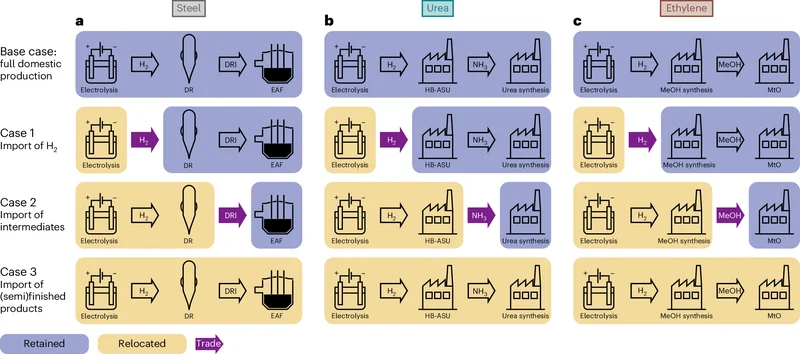 a
Steel
b
Urea
c
Ethylene
Base case:
full domestic
production
+ −
H₂
DRI
Electrolysis
DR
EAF
+ −
H₂
NH₃
Electrolysis
HB-ASU
Urea synthesis
+ −
H₂
MeOH
Electrolysis
MeOH synthesis
MtO
Case 1
Import of H₂
+ −
H₂
DRI
Electrolysis
DR
EAF
+ −
H₂
NH₃
Electrolysis
HB-ASU
Urea synthesis
+ −
H₂
MeOH
Electrolysis
MeOH synthesis
MtO
Case 2
Import of
intermediates
+ −
H₂
DRI
Electrolysis
DR
EAF
+ −
H₂
NH₃
Electrolysis
HB-ASU
Urea synthesis
+ −
H₂
MeOH
Electrolysis
MeOH synthesis
MtO
Case 3
Import of
(semi)finished
products
+ −
H₂
DRI
Electrolysis
DR
EAF
+ −
H₂
NH₃
Electrolysis
HB-ASU
Urea synthesis
+ −
H₂
MeOH
Electrolysis
MeOH synthesis
MtO
Retained
Relocated
Trade